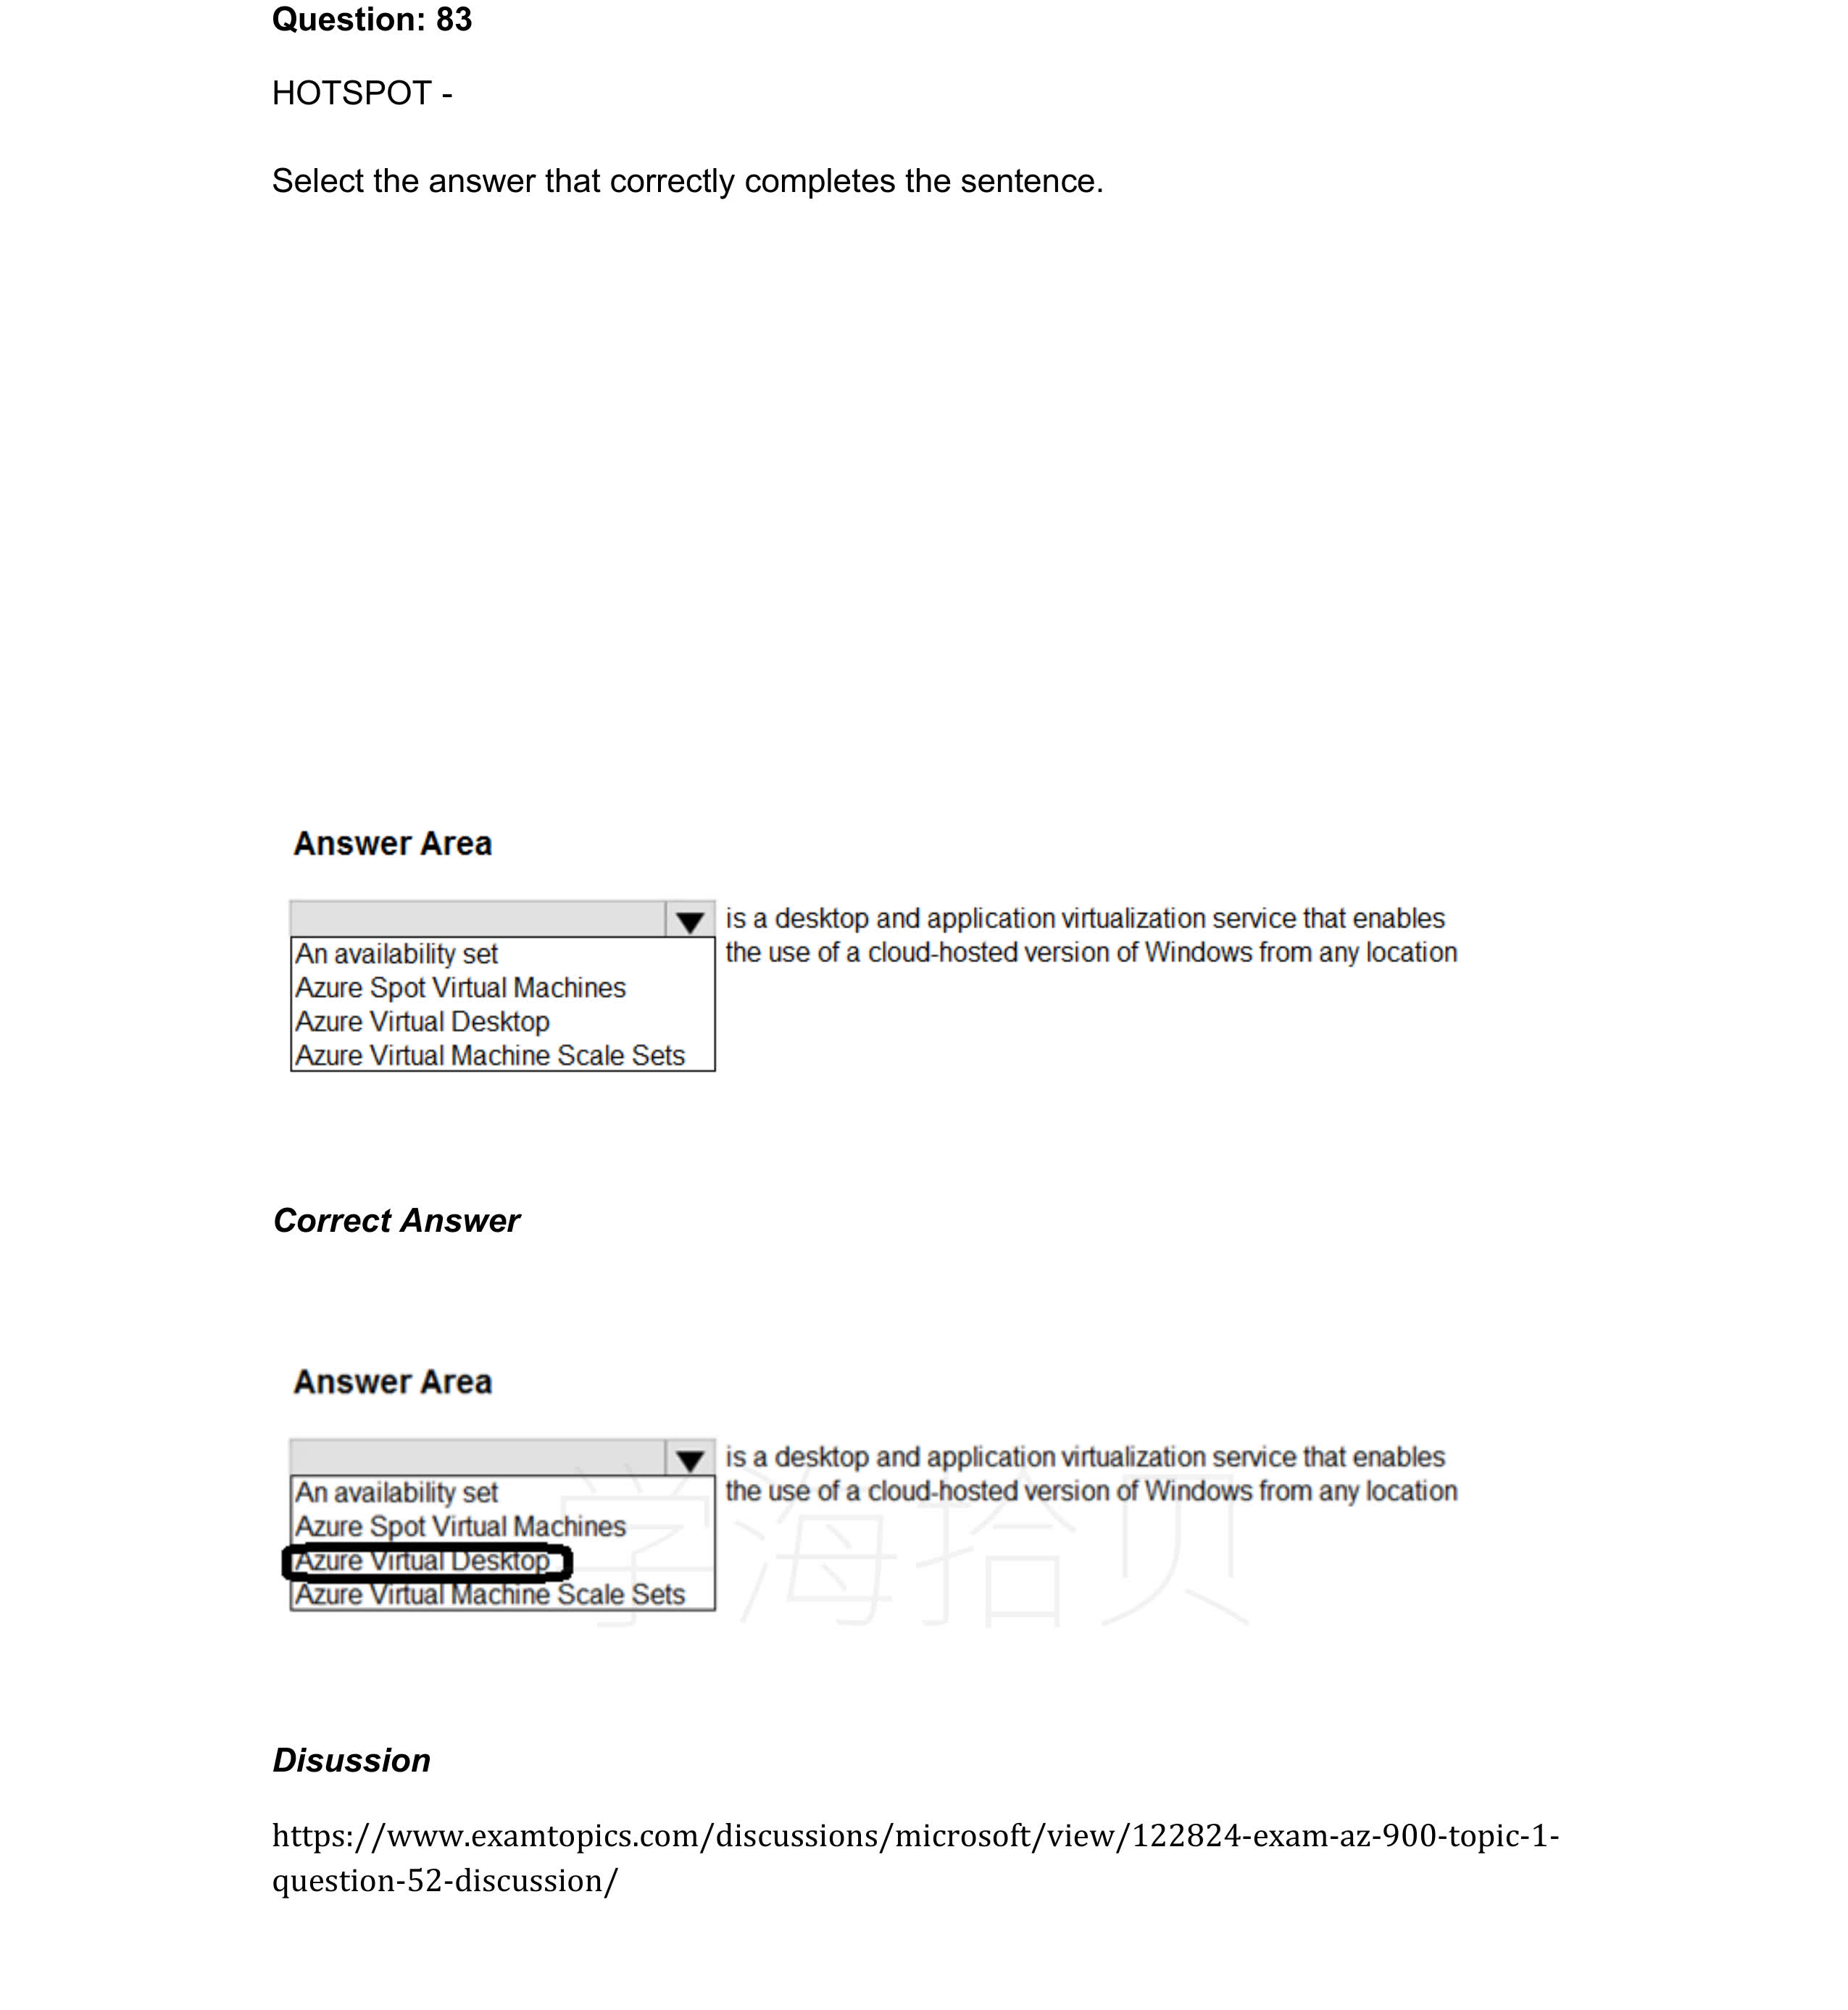 Question: 83
HOTSPOT -
Select the answer that correctly completes the sentence.
Answer Area
is a desktop and application virtualization service that enables
the use of a cloud-hosted version of Windows from any location
An availability set
Azure Spot Virtual Machines
Azure Virtual Desktop
Azure Virtual Machine Scale Sets
Correct Answer
Answer Area
is a desktop and application virtualization service that enables
the use of a cloud-hosted version of Windows from any location
An availability set
Azure Spot Virtual Machines
Azure Virtual Desktop
Azure Virtual Machine Scale Sets
学海拾贝
Disussion
https://www.examtopics.com/discussions/microsoft/view/122824-exam-az-900-topic-1-
question-52-discussion/